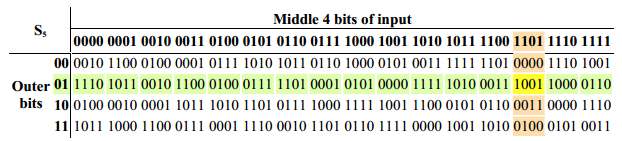 Middle 4 bits of input
S5
0000 0001 0010 0011 0100 0101 0110 0111 1000 1001 1010 1011 1100 1101 1110 1111
00 0010 1100 0100 0001 0111 1010 1011 0110 1000 0101 0011 1111 1101 0000 1110 1001
Outer 01 1110 1011 0010 1100 0100 0111 1101 0001 0101 0000 1111 1010 0011 1001 1000 0110
bits 10 0100 0010 0001 1011 1010 1101 0111 1000 1111 1001 1100 0101 0110 0011 0000 1110
11 1011 1000 1100 0111 0001 1110 0010 1101 0110 1111 0000 1001 1010 0100 0101 0011